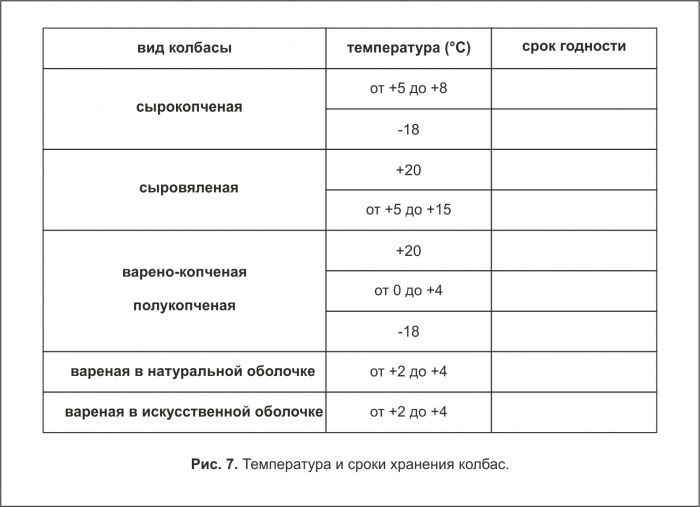 вид колбасы температура (°C) срок годности
сырокопченая
от +5 до +8
-18
сыровяленая
+20
от +5 до +15
варено-копченая
полукопченая
+20
от 0 до +4
-18
вареная в натуральной оболочке от +2 до +4
вареная в искусственной оболочке от +2 до +4
Рис. 7. Температура и сроки хранения колбас.